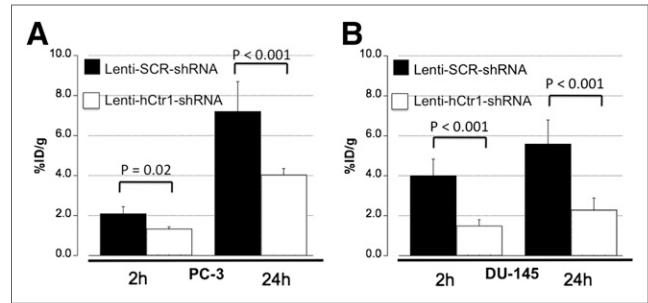 A
10.0
8.0
6.0
4.0
2.0
0.0
%ID/g
Lenti-SCR-shRNA
Lenti-hCtr1-shRNA
P < 0.001
P = 0.02
2h
PC-3
24h
B
10.0
8.0
6.0
4.0
2.0
0.0
%ID/g
Lenti-SCR-shRNA
Lenti-hCtr1-shRNA
P < 0.001
P < 0.001
2h
DU-145
24h